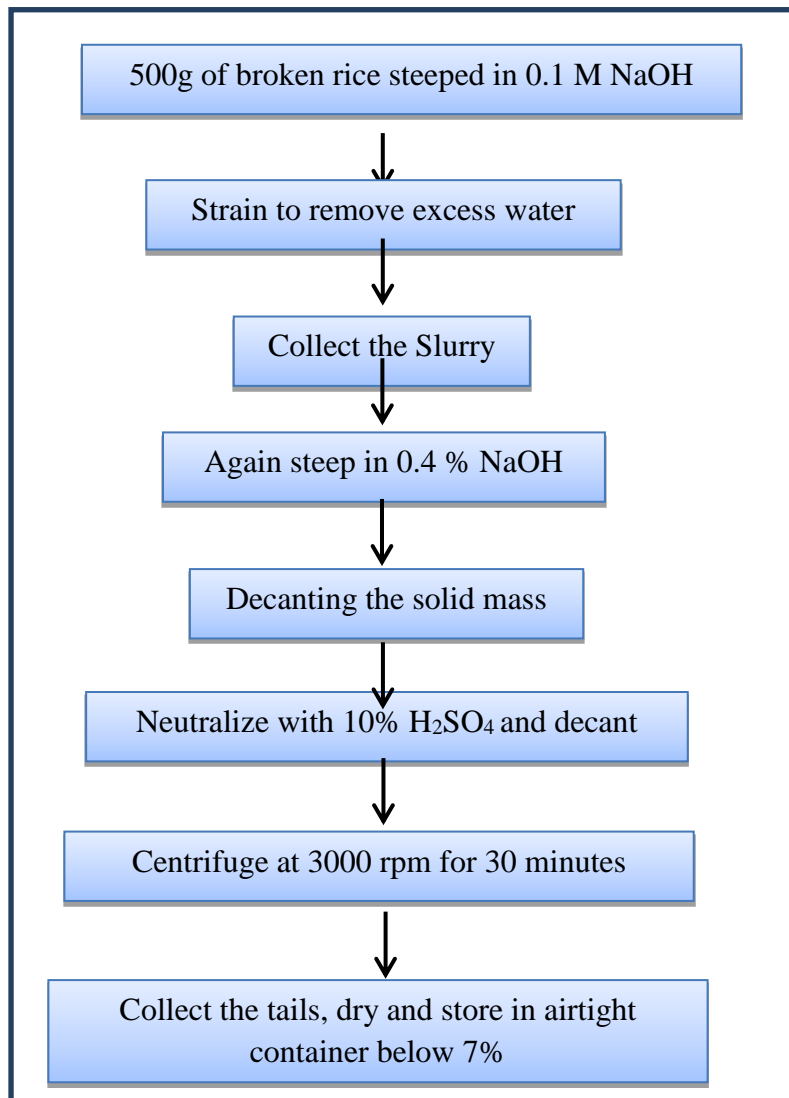 500g of broken rice steeped in 0.1 M NaOH
Strain to remove excess water
Collect the Slurry
Again steep in 0.4 % NaOH
Decanting the solid mass
Neutralize with 10% H₂SO₄ and decant
Centrifuge at 3000 rpm for 30 minutes
Collect the tails, dry and store in airtight
container below 7%